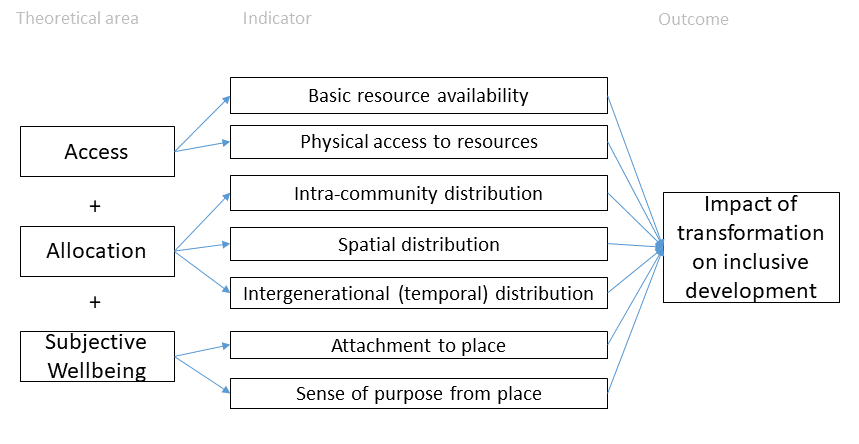 Theoretical area
Indicator
Outcome
Access
+
Allocation
+
Subjective
Wellbeing
Basic resource availability
Physical access to resources
Intra-community distribution
Spatial distribution
Intergenerational (temporal) distribution
Attachment to place
Sense of purpose from place
Impact of
transformation
on inclusive
development